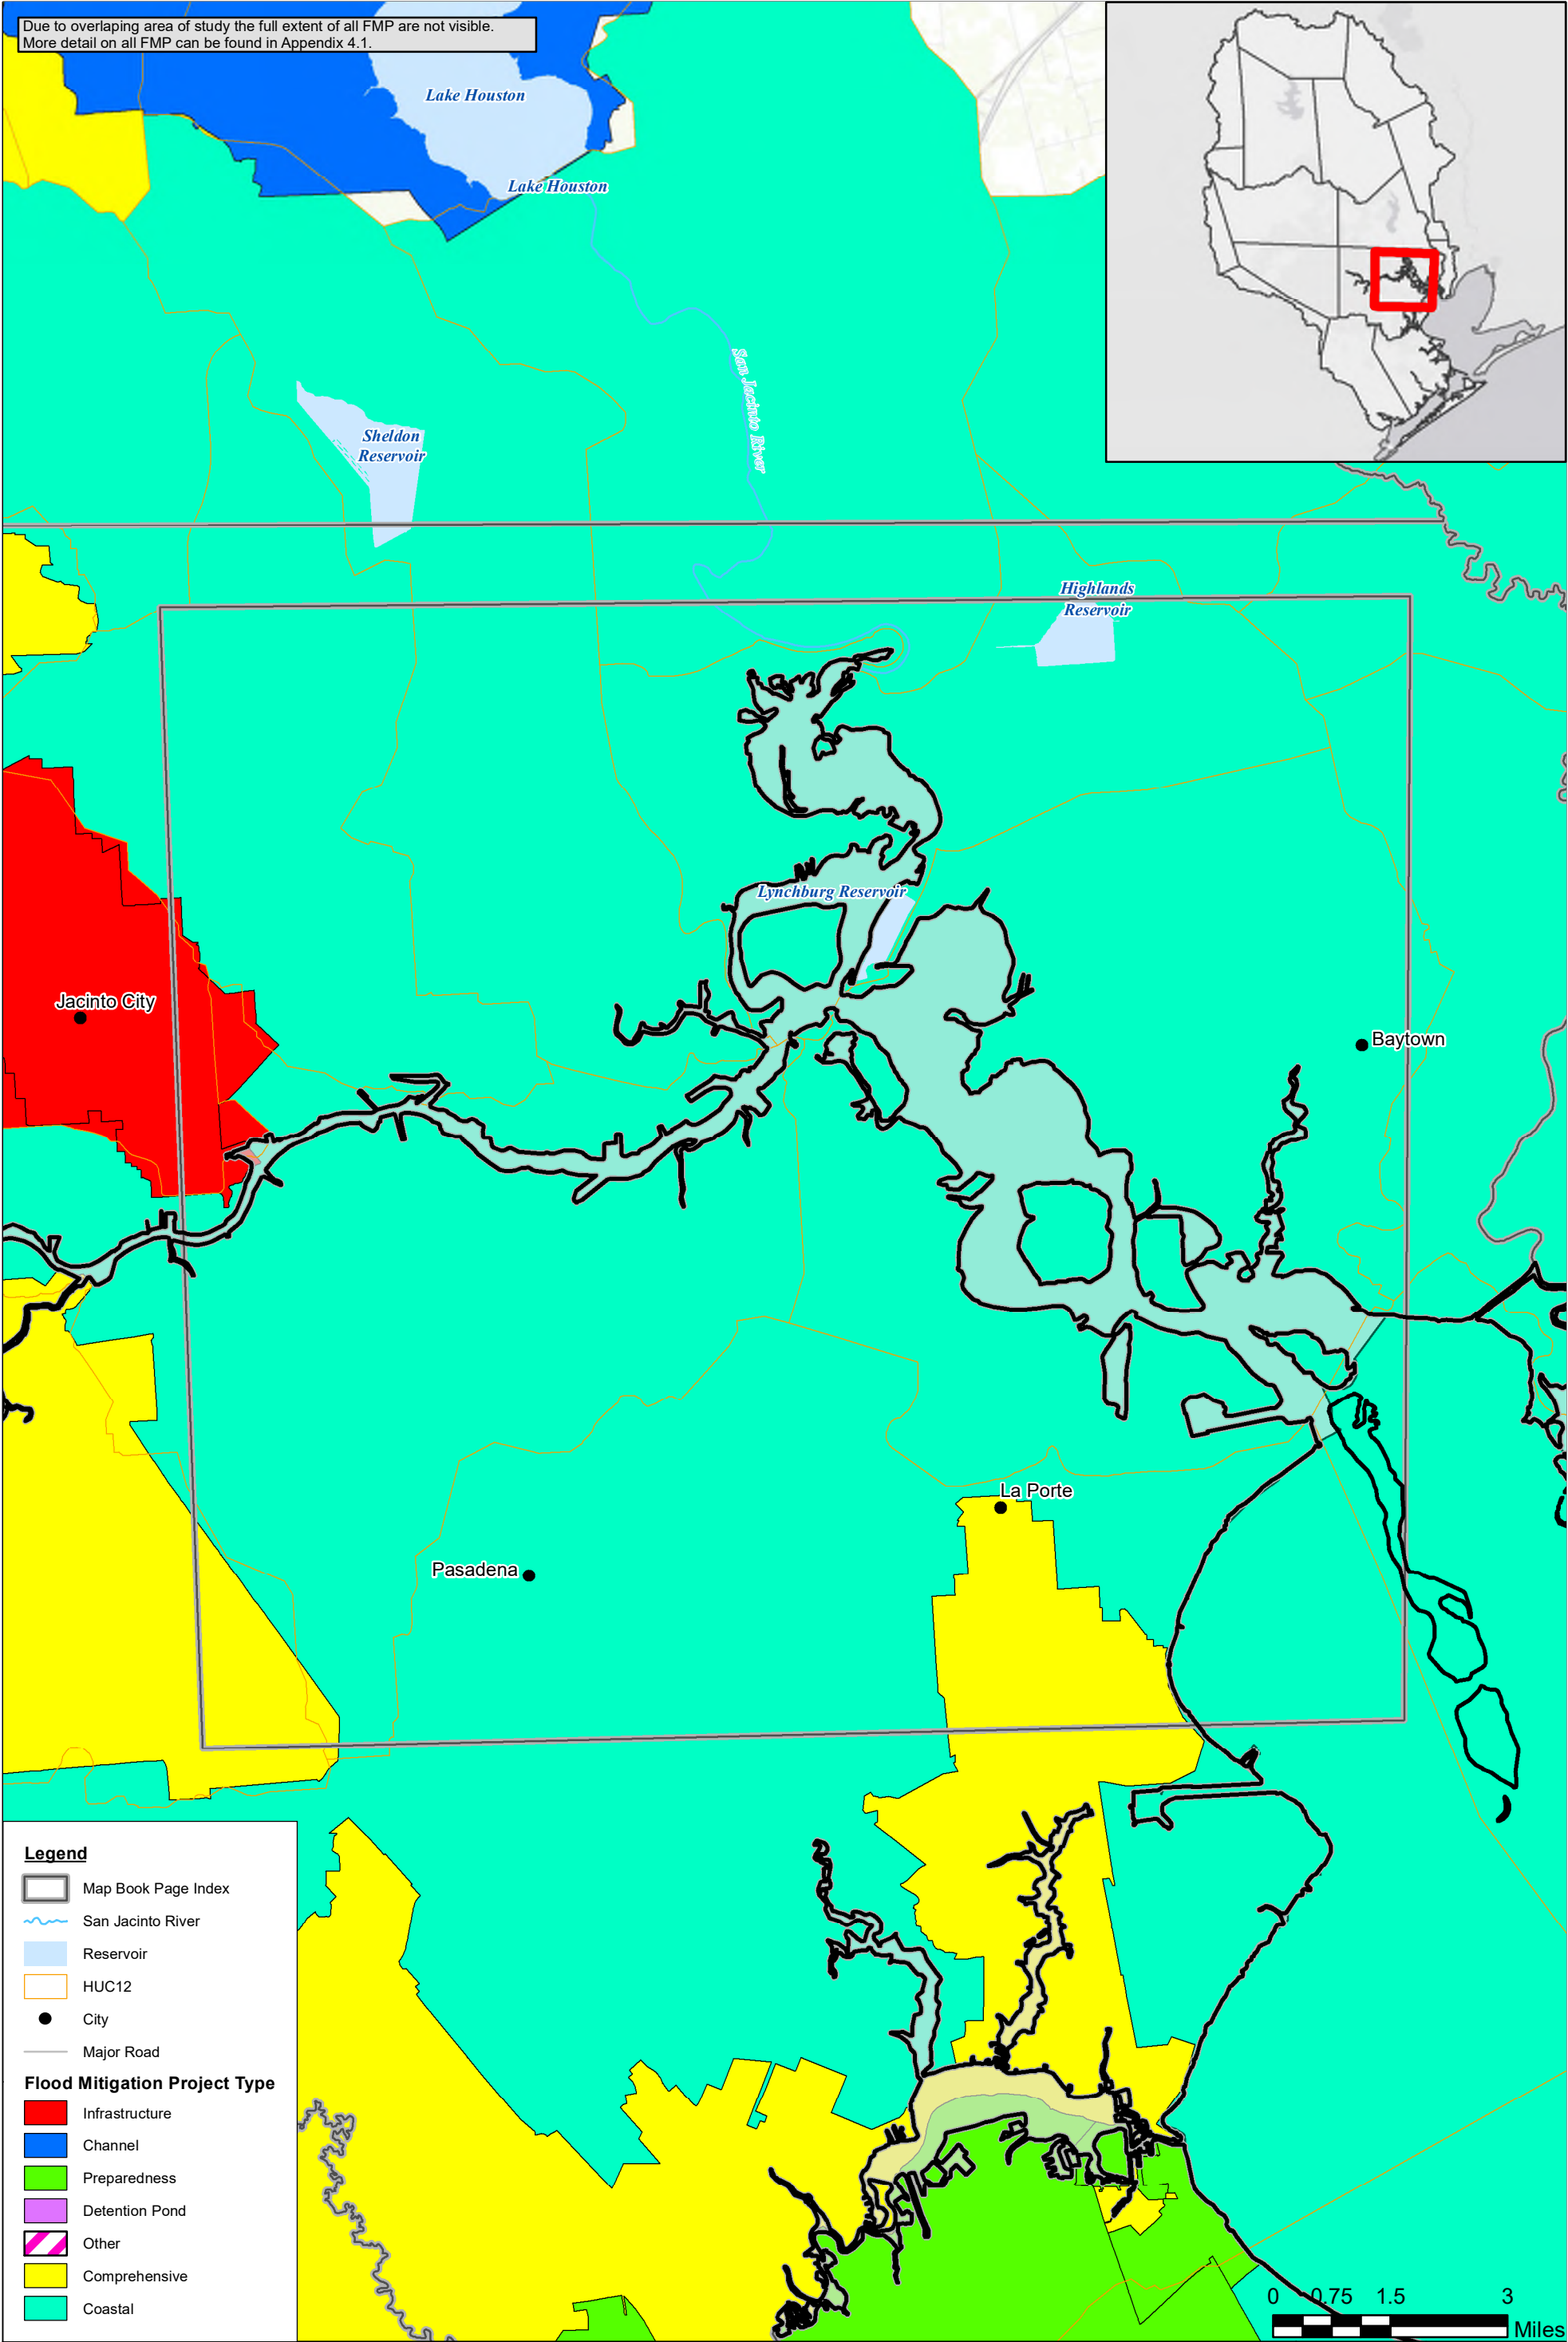 Due to overlaping area of study the full extent of all FMP are not visible.
More detail on all FMP can be found in Appendix 4.1.
Lake Houston
Lake Houston
San Jacinto River
Sheldon
Reservoir
Highlands
Reservoir
Lynchburg Reservoir
Jacinto City
Baytown
La Porte
Pasadena
Legend
Map Book Page Index
San Jacinto River
Reservoir
HUC12
City
Major Road
Flood Mitigation Project Type
Infrastructure
Channel
Preparedness
Detention Pond
Other
Comprehensive
Coastal
0 0.75 1.5 3
Miles